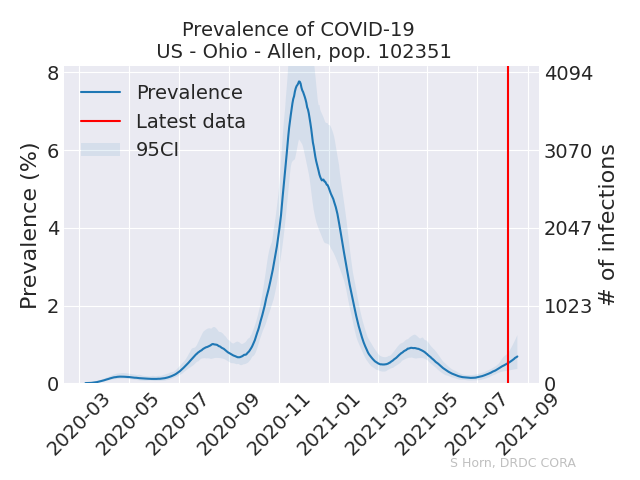 Prevalence of COVID-19
US - Ohio - Allen, pop. 102351
Prevalence
Latest data
95CI
Prevalence (%)
8
6
4
2
0
4094
3070
2047
1023
0
# of infections
2020-03
2020-05
2020-07
2020-09
2020-11
2021-01
2021-03
2021-05
2021-07
2021-09
S Horn, DRDC CORA